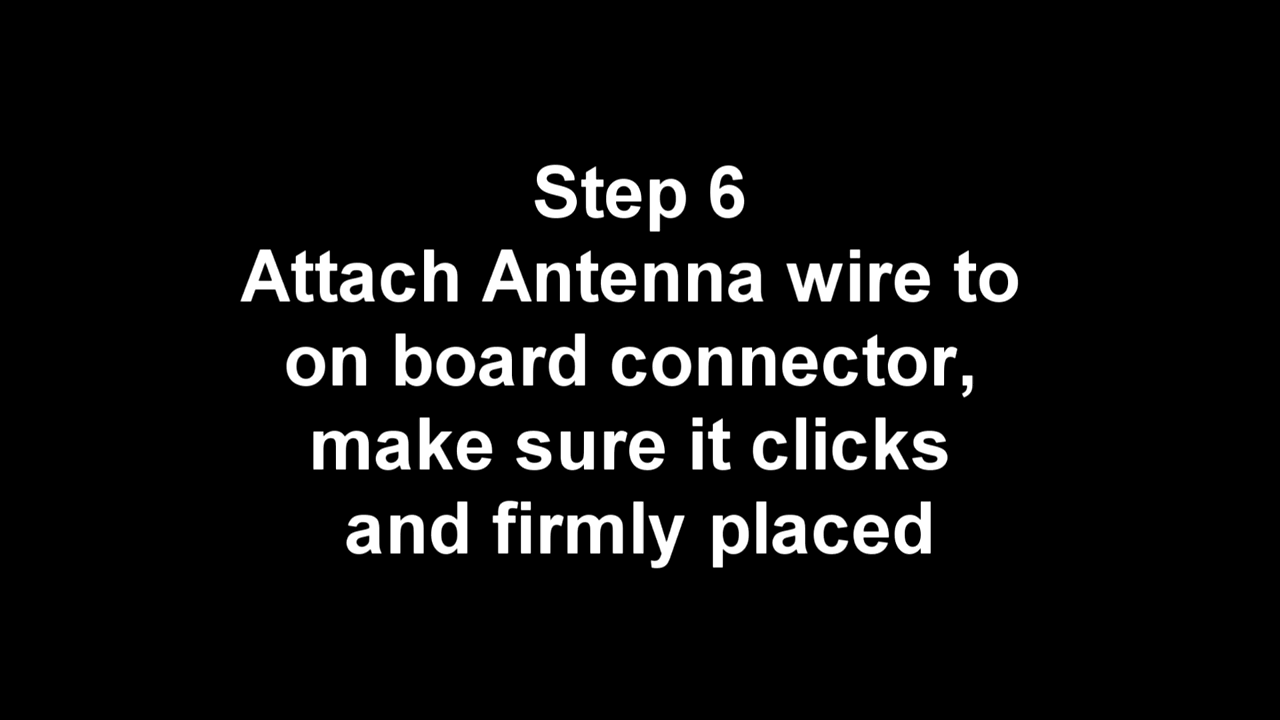 Step 6
Attach Antenna wire to
on board connector,
make sure it clicks
and firmly placed